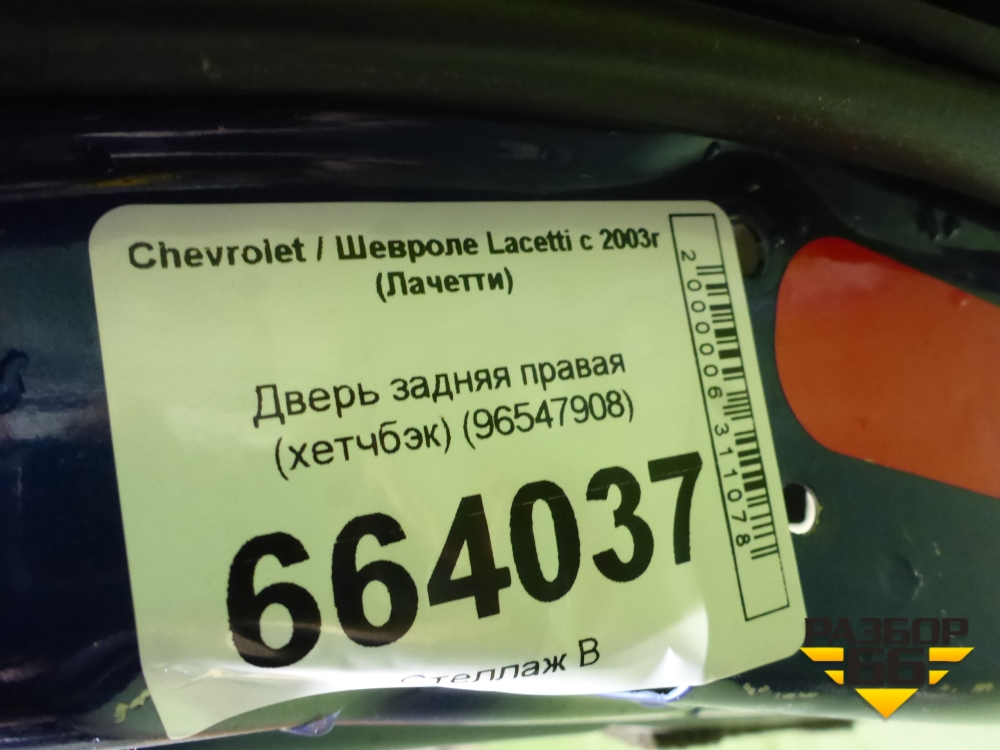 Chevrolet / Шевроле Lacetti с 2003г
(Лачетти)
Дверь задняя правая
(хетчбэк) (96547908)
664037
Стеллаж В
2000006311078
РАЗБОР
66